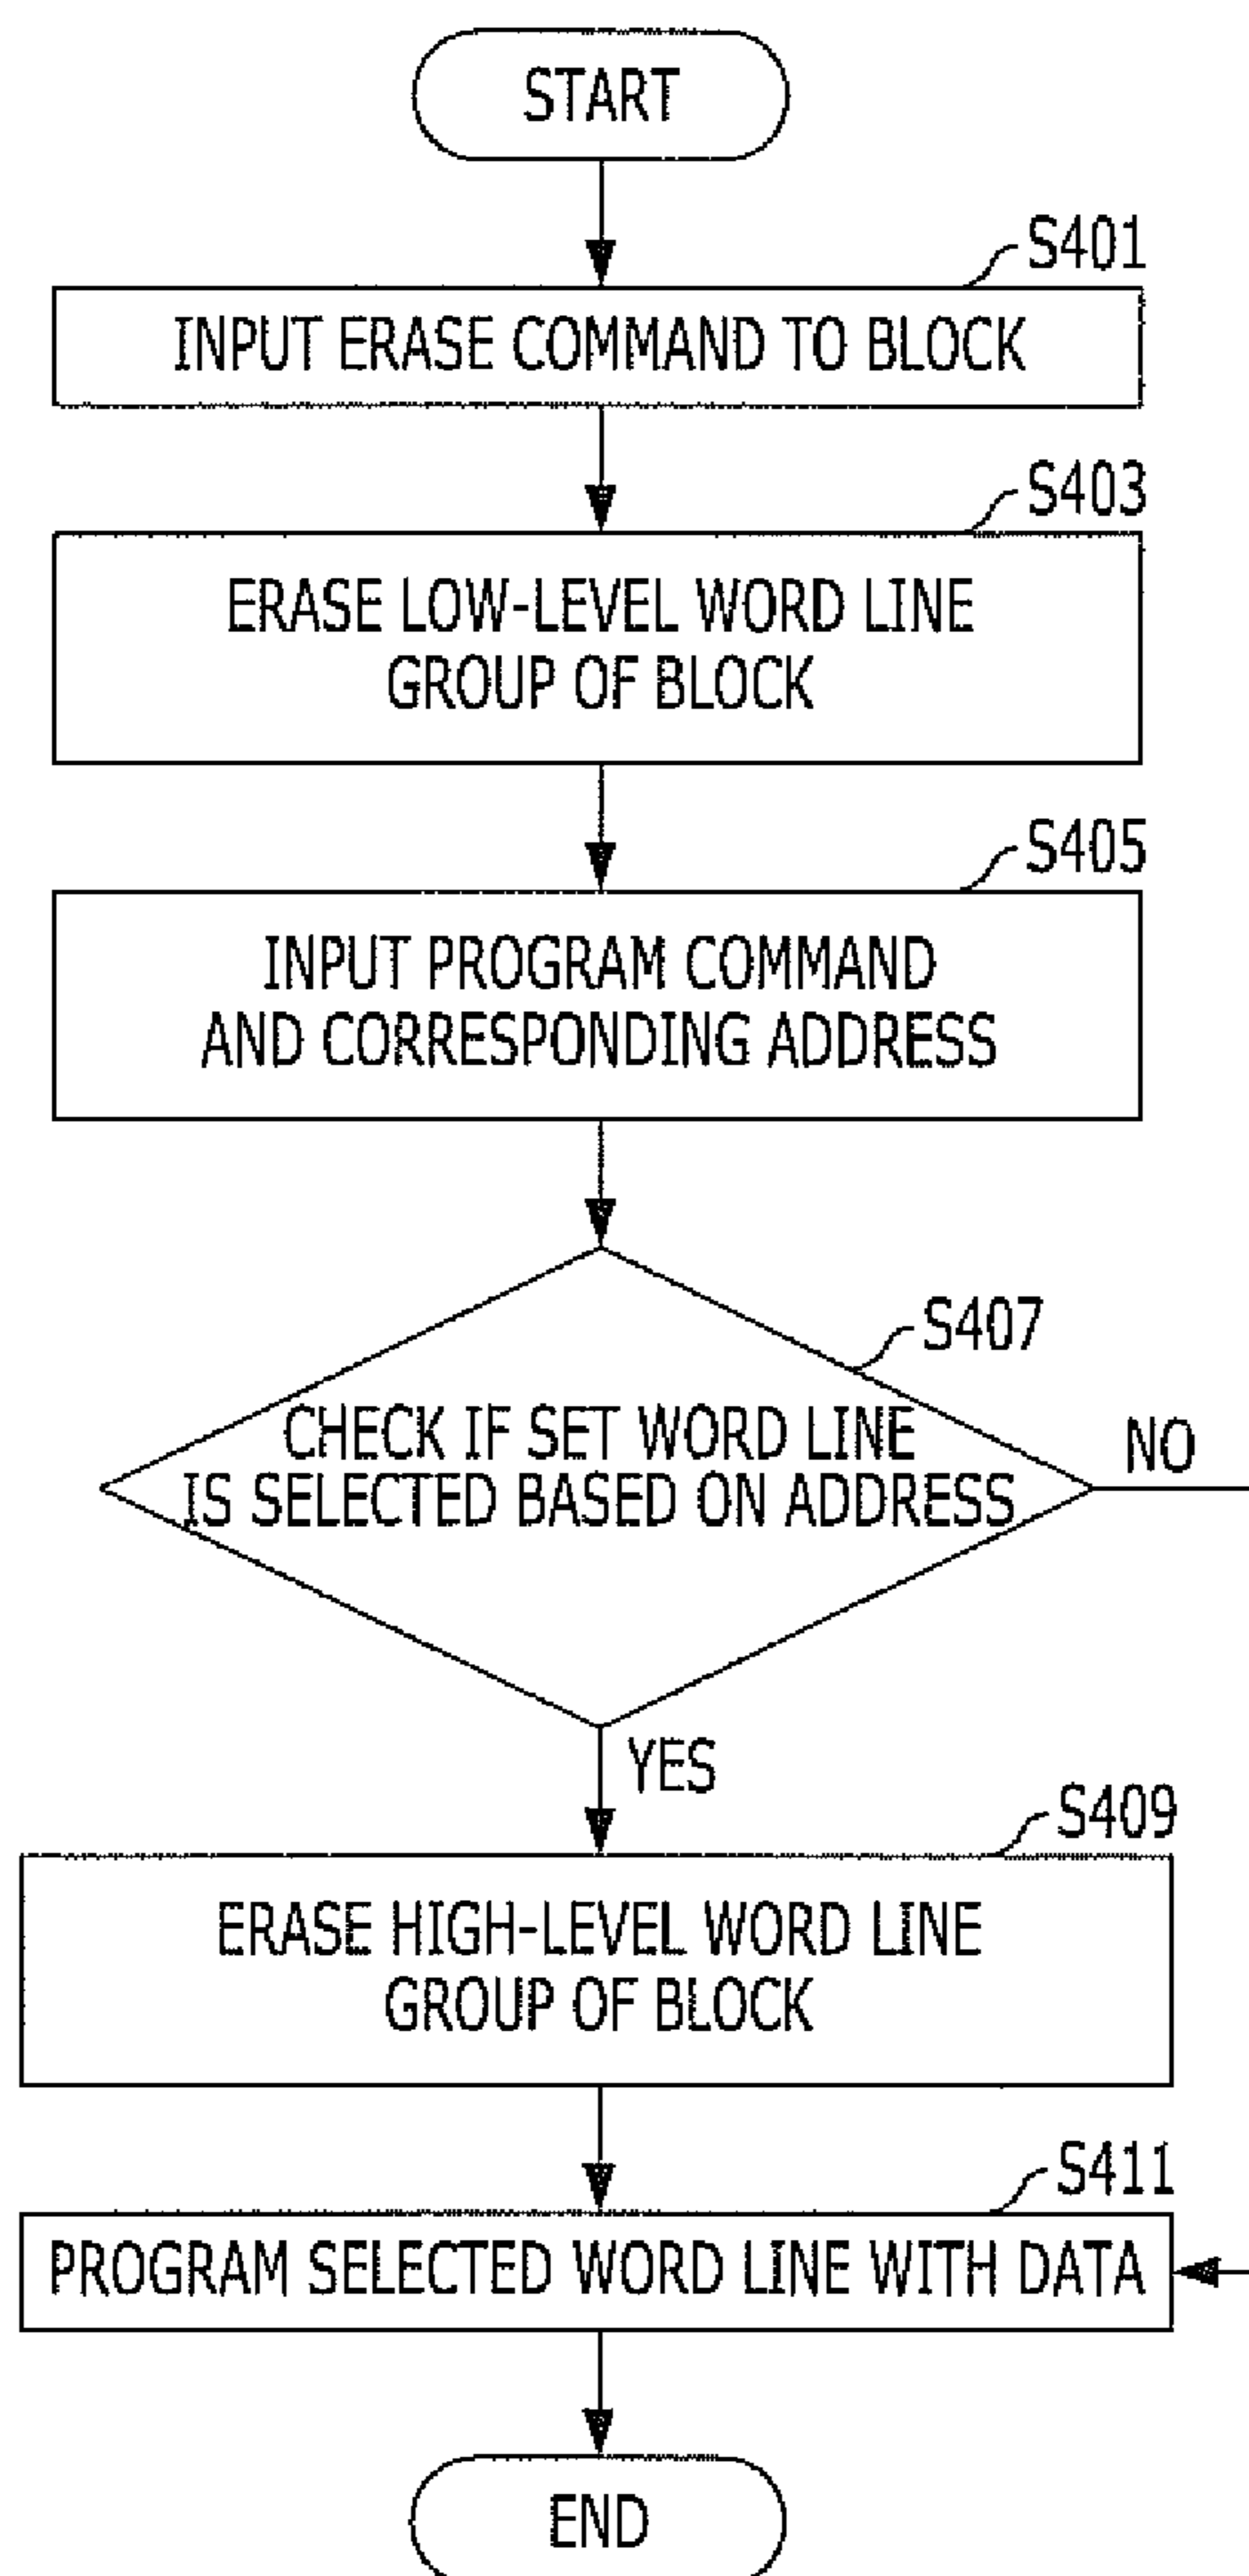 START
S401
INPUT ERASE COMMAND TO BLOCK
S403
ERASE LOW-LEVEL WORD LINE
GROUP OF BLOCK
S405
INPUT PROGRAM COMMAND
AND CORRESPONDING ADDRESS
S407
CHECK IF SET WORD LINE
IS SELECTED BASED ON ADDRESS
NO
YES
S409
ERASE HIGH-LEVEL WORD LINE
GROUP OF BLOCK
S411
PROGRAM SELECTED WORD LINE WITH DATA
END